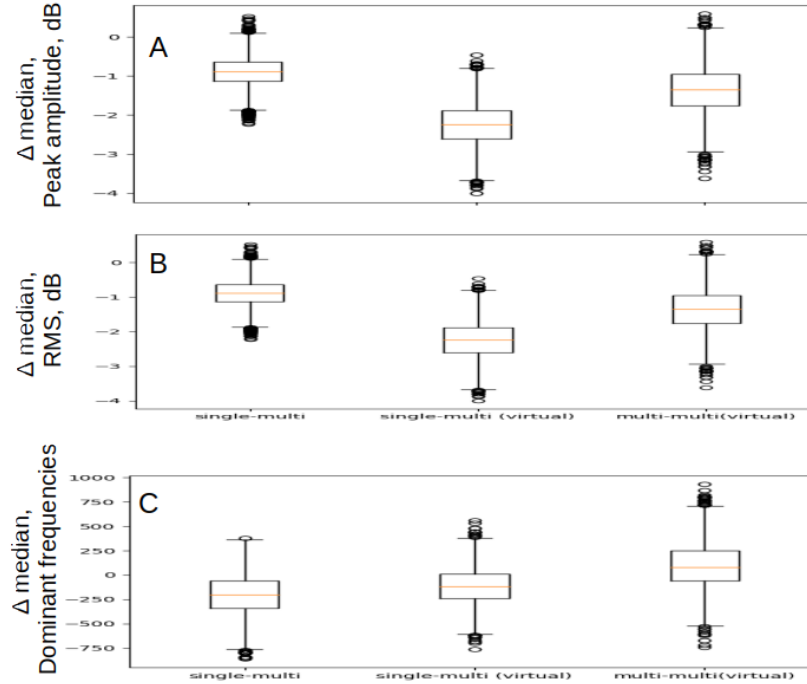 A
Δ median,
Peak amplitude, dB
0
−1
−2
−3
−4
B
Δ median,
RMS, dB
0
−1
−2
−3
−4
single-multi single-multi (virtual) multi-multi(virtual)
C
Δ median,
Dominant frequencies
1000
750
500
250
0
−250
−500
−750
single-multi single-multi (virtual) multi-multi(virtual)